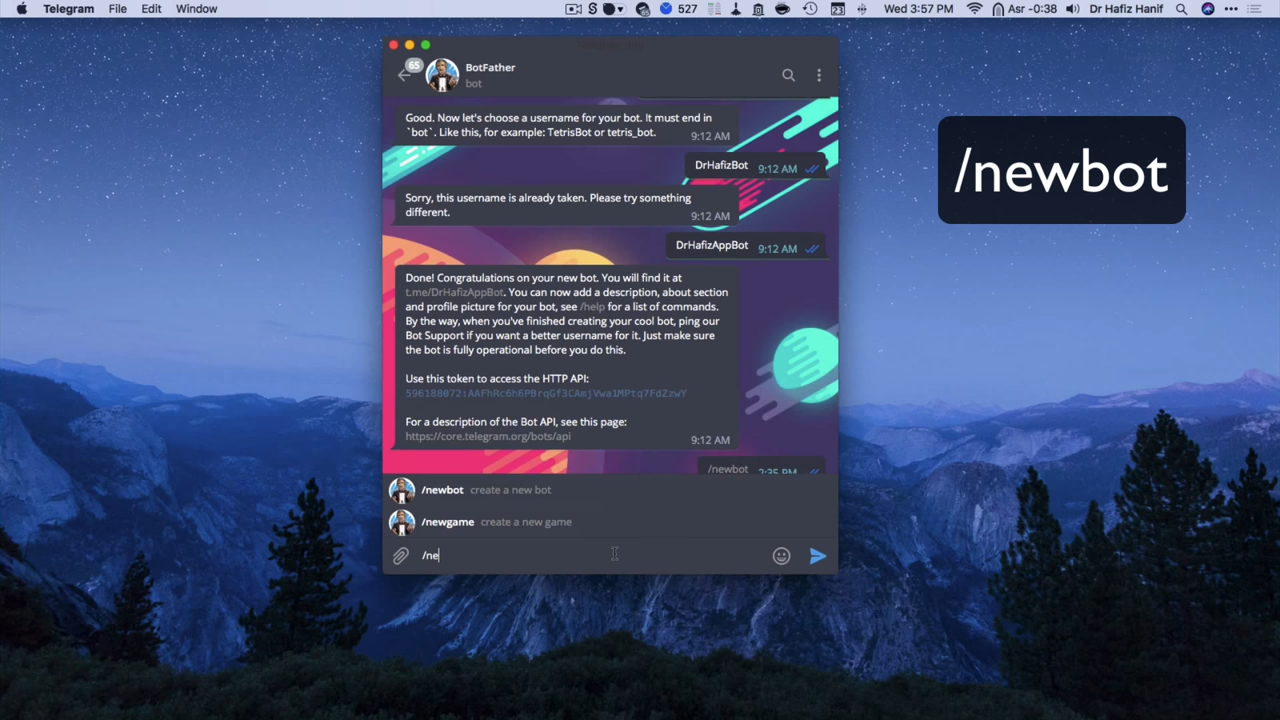 Telegram File Edit Window 527 23 Wed 3:57 PM Asr -0:38 Dr Hafiz Hanif
65
BotFather
bot
/newbot
Good. Now let's choose a username for your bot. It must end in
`bot`. Like this, for example: TetrisBot or tetris_bot.
9:12 AM
DrHafizBot 9:12 AM
Sorry, this username is already taken. Please try something
different.
9:12 AM
DrHafizAppBot 9:12 AM
Done! Congratulations on your new bot. You will find it at
t.me/DrHafizAppBot. You can now add a description, about section
and profile picture for your bot, see /help for a list of commands.
By the way, when you've finished creating your cool bot, ping our
Bot Support if you want a better username for it. Just make sure
the bot is fully operational before you do this.
Use this token to access the HTTP API:
For a description of the Bot API, see this page:
https://core.telegram.org/bots/api
9:12 AM
/newbot 2:35 PM
/newbot create a new bot
/newgame create a new game
/ne